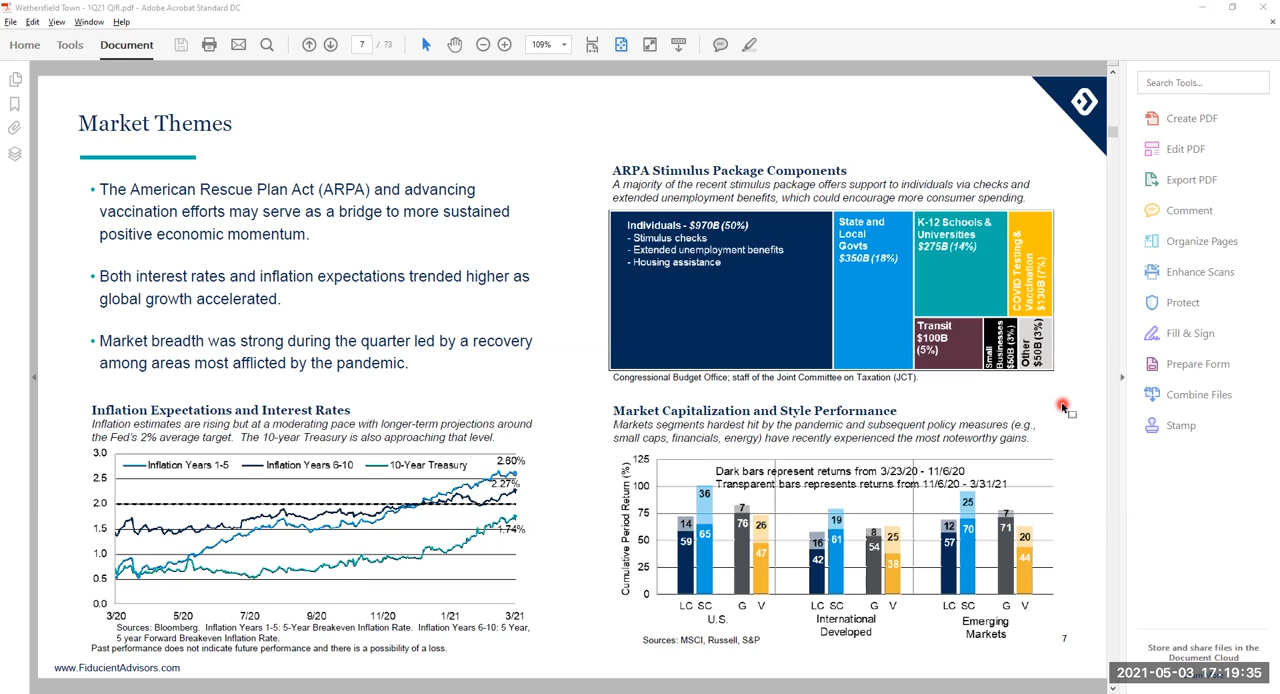 Wethersfield Town - 1Q21 QIR.pdf - Adobe Acrobat Standard DC
File Edit View Window Help
Home Tools Document 7 / 73 109%
Market Themes
• The American Rescue Plan Act (ARPA) and advancing
vaccination efforts may serve as a bridge to more sustained
positive economic momentum.
• Both interest rates and inflation expectations trended higher as
global growth accelerated.
• Market breadth was strong during the quarter led by a recovery
among areas most afflicted by the pandemic.
ARPA Stimulus Package Components
A majority of the recent stimulus package offers support to individuals via checks and
extended unemployment benefits, which could encourage more consumer spending.
Individuals - $970B (50%)
- Stimulus checks
- Extended unemployment benefits
- Housing assistance
State and
Local
Govts
$350B (18%)
K-12 Schools &
Universities
$275B (14%)
COVID Testing &
Vaccination
$130B (7%)
Transit
$100B
(5%)
Small
Businesses
$60B (3%)
Other
$50B (3%)
Congressional Budget Office; staff of the Joint Committee on Taxation (JCT).
Inflation Expectations and Interest Rates
Inflation estimates are rising but at a moderating pace with longer-term projections around
the Fed's 2% average target. The 10-year Treasury is also approaching that level.
3.0
2.5
2.0
1.5
1.0
0.5
0.0
Inflation Years 1-5 Inflation Years 6-10 10-Year Treasury
2.60%
2.27%
1.74%
3/20 5/20 7/20 9/20 11/20 1/21 3/21
Sources: Bloomberg. Inflation Years 1-5: 5-Year Breakeven Inflation Rate. Inflation Years 6-10: 5 Year,
5 year Forward Breakeven Inflation Rate.
Past performance does not indicate future performance and there is a possibility of a loss.
www.FiducientAdvisors.com
Market Capitalization and Style Performance
Markets segments hardest hit by the pandemic and subsequent policy measures (e.g.,
small caps, financials, energy) have recently experienced the most noteworthy gains.
Cumulative Period Return (%)
125
100
75
50
25
0
Dark bars represent returns from 3/23/20 - 11/6/20
Transparent bars represents returns from 11/6/20 - 3/31/21
14 36 7 26 16 19 8 25 12 25 7 20
59 65 76 47 42 61 54 38 57 70 71 44
LC SC G V LC SC G V LC SC G V
U.S.
International
Developed
Emerging
Markets
Sources: MSCI, Russell, S&P
7
Search Tools...
Create PDF
Edit PDF
Export PDF
Comment
Organize Pages
Enhance Scans
Protect
Fill & Sign
Prepare Form
Combine Files
Stamp
Store and share files in the
Document Cloud
2021-05-03 17:19:35